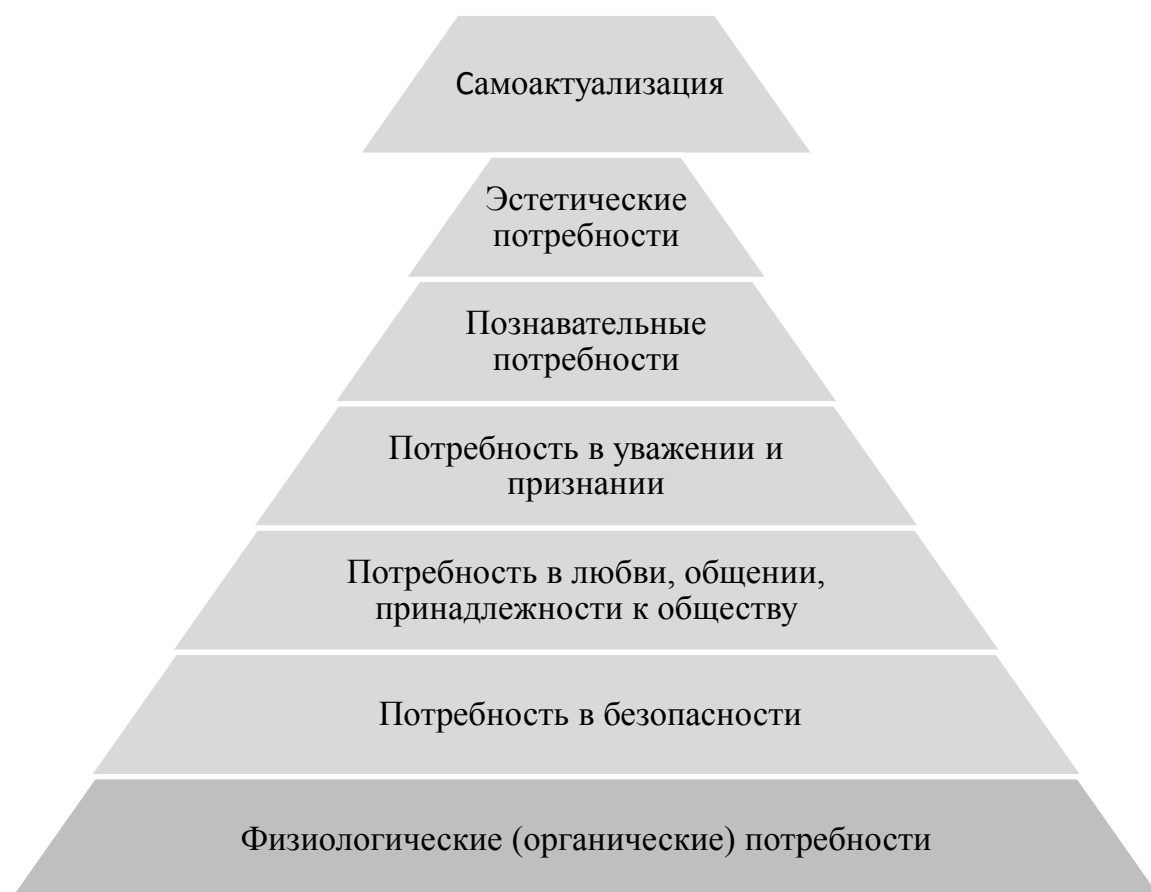 Самоактуализация
Эстетические
потребности
Познавательные
потребности
Потребность в уважении и
признании
Потребность в любви, общении,
принадлежности к обществу
Потребность в безопасности
Физиологические (органические) потребности